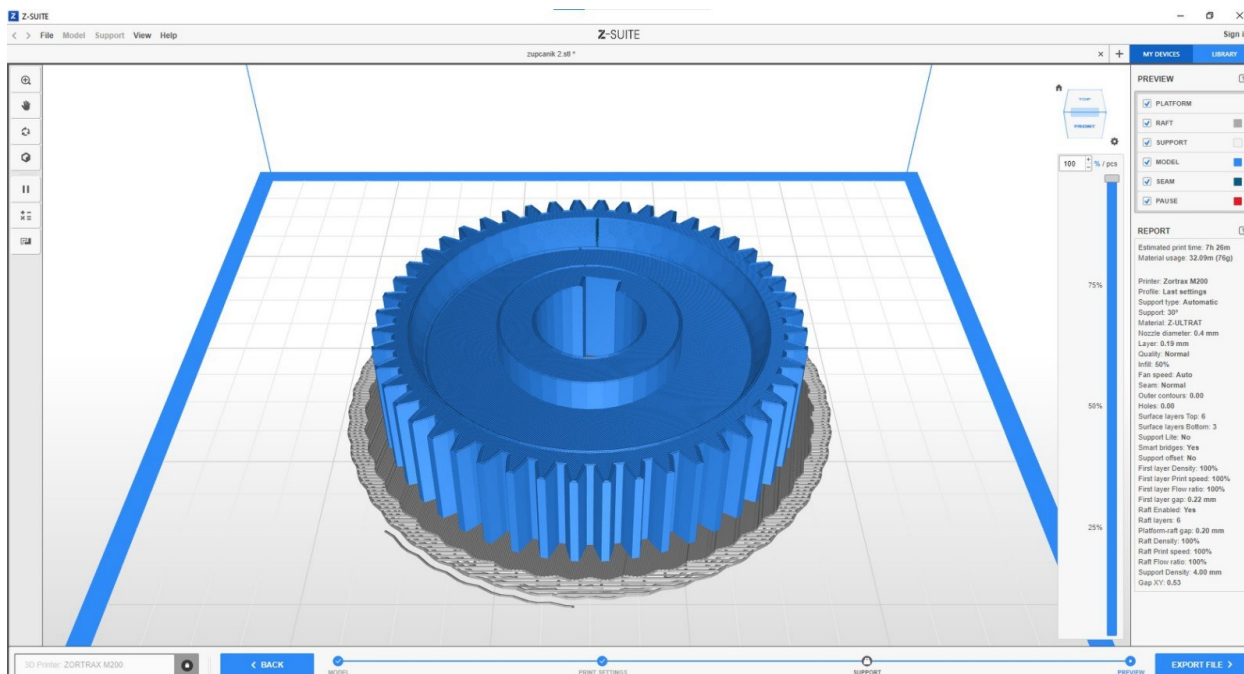 Z-SUITE
File Model Support View Help
Z-SUITE
zupcanik 2.stl *
MY DEVICES LIBRARY
TOP
FRONT
100 % / pcs
75%
50%
25%
PREVIEW
PLATFORM
RAFT
SUPPORT
MODEL
SEAM
PAUSE
REPORT
Estimated print time: 7h 26m
Material usage: 32.09m (76g)
Printer: Zortrax M200
Profile: Last settings
Support type: Automatic
Support: 30°
Material: Z-ULTRAT
Nozzle diameter: 0.4 mm
Layer: 0.19 mm
Quality: Normal
Infill: 50%
Fan speed: Auto
Seam: Normal
Outer contours: 0.00
Holes: 0.00
Surface layers Top: 6
Surface layers Bottom: 3
Support Lite: No
Smart bridges: Yes
Support offset: No
First layer Density: 100%
First layer Print speed: 100%
First layer Flow ratio: 100%
First layer gap: 0.22 mm
Raft Enabled: Yes
Raft layers: 6
Platform-raft gap: 0.20 mm
Raft Density: 100%
Raft Print speed: 100%
Raft Flow ratio: 100%
Support Density: 4.00 mm
Gap XY: 0.53
3D Printer: ZORTRAX M200
BACK
MODEL
PRINT SETTINGS
SUPPORT
PREVIEW
EXPORT FILE